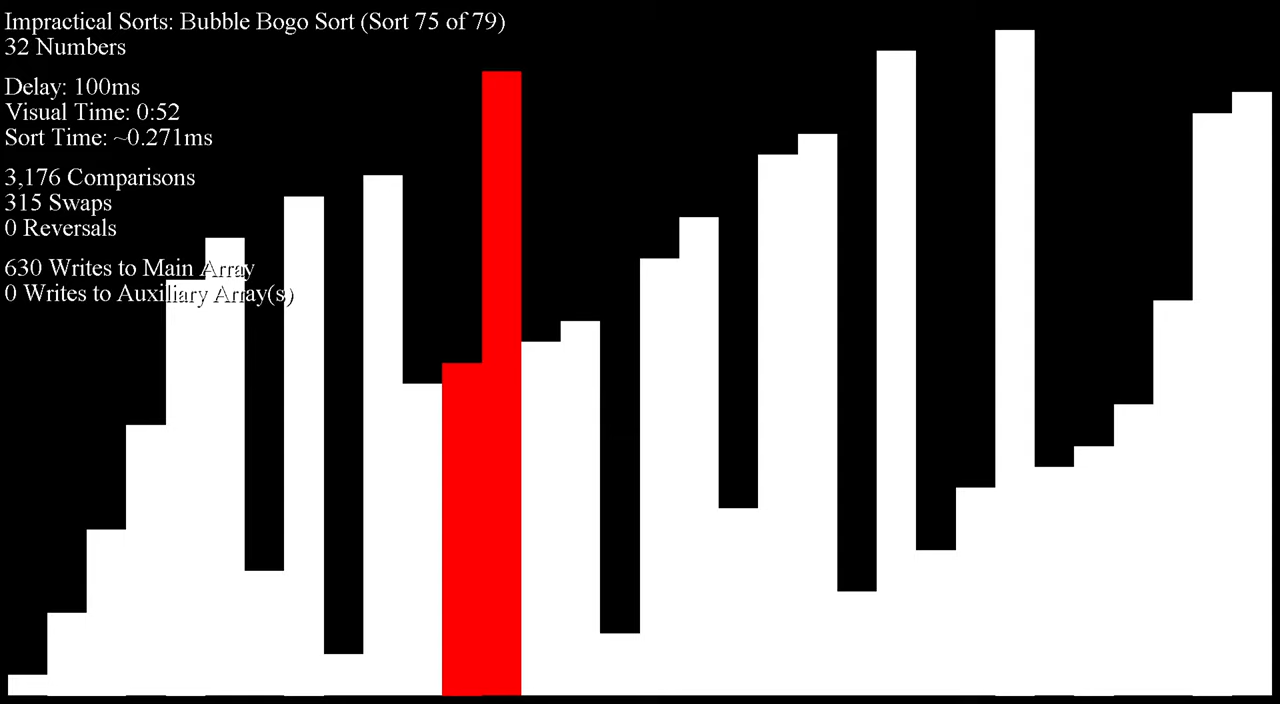 Impractical Sorts: Bubble Bogo Sort (Sort 75 of 79)
32 Numbers
Delay: 100ms
Visual Time: 0:52
Sort Time: ~0.271ms
3,176 Comparisons
315 Swaps
0 Reversals
630 Writes to Main Array
0 Writes to Auxiliary Array(s)